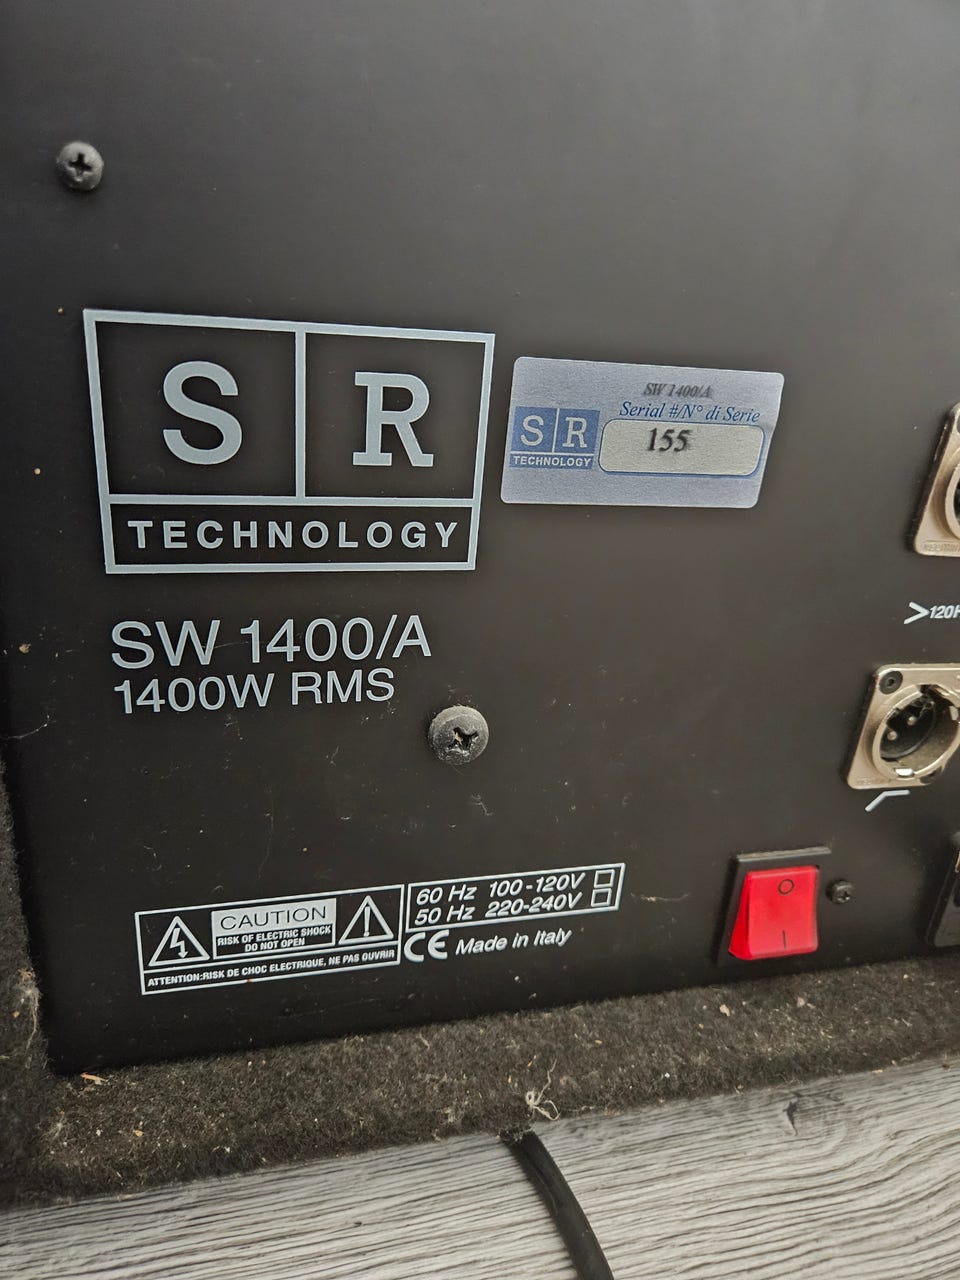 S R
TECHNOLOGY
SW 1400/A
1400W RMS
SW 1400/A
Serial #/N° di Serie
S R
TECHNOLOGY
155
>120H
CAUTION
RISK OF ELECTRIC SHOCK
DO NOT OPEN
ATTENTION:RISK DE CHOC ELECTRIQUE, NE PAS OUVRIR
60 Hz 100-120V
50 Hz 220-240V
CE Made in Italy